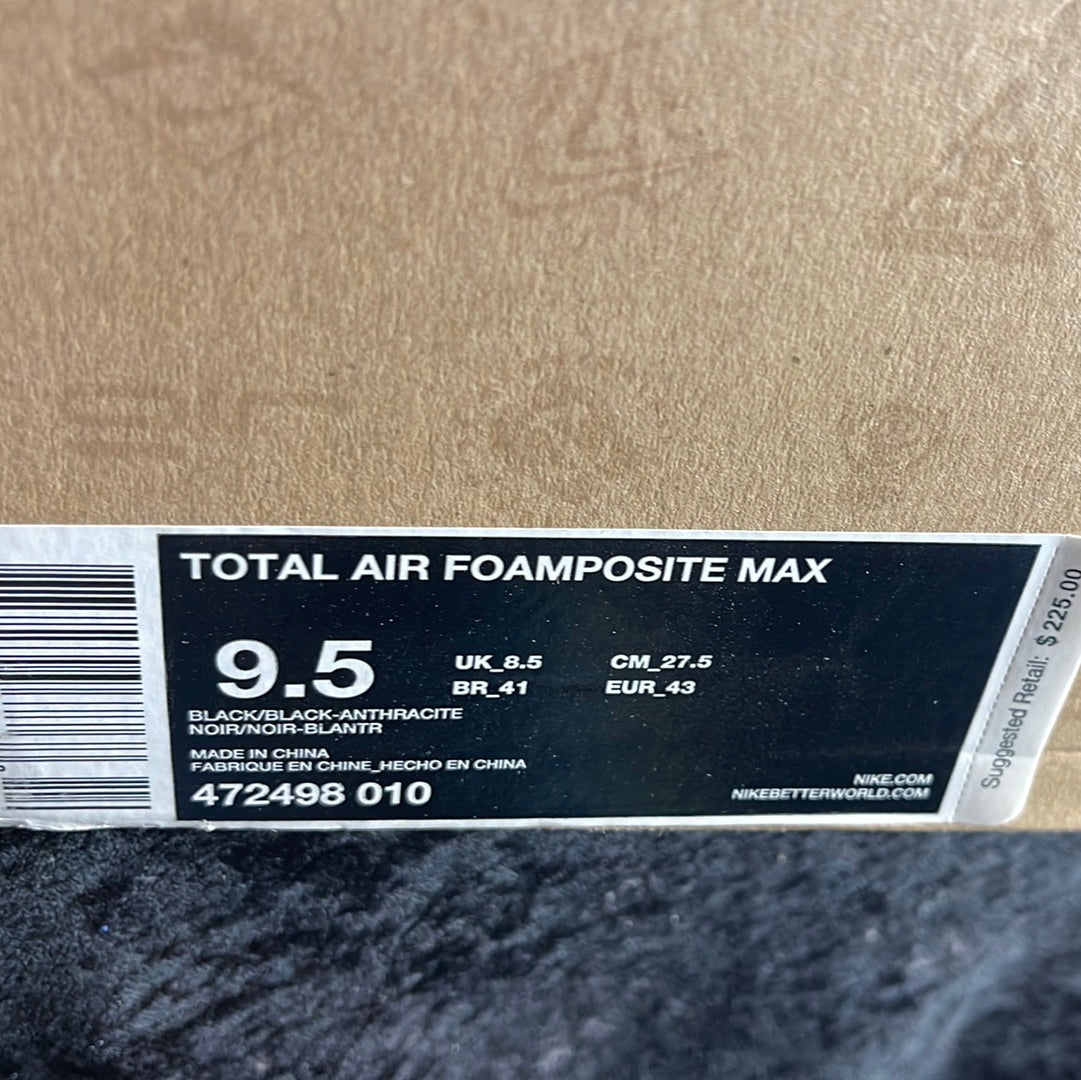 TOTAL AIR FOAMPOSITE MAX
9.5
UK_8.5 CM_27.5
BR_41 EUR_43
BLACK/BLACK-ANTHRACITE
NOIR/NOIR-BLANTR
MADE IN CHINA
FABRIQUE EN CHINE_HECHO EN CHINA
472498 010
NIKE.COM
NIKEBETTERWORLD.COM
Suggested Retail: $ 225.00